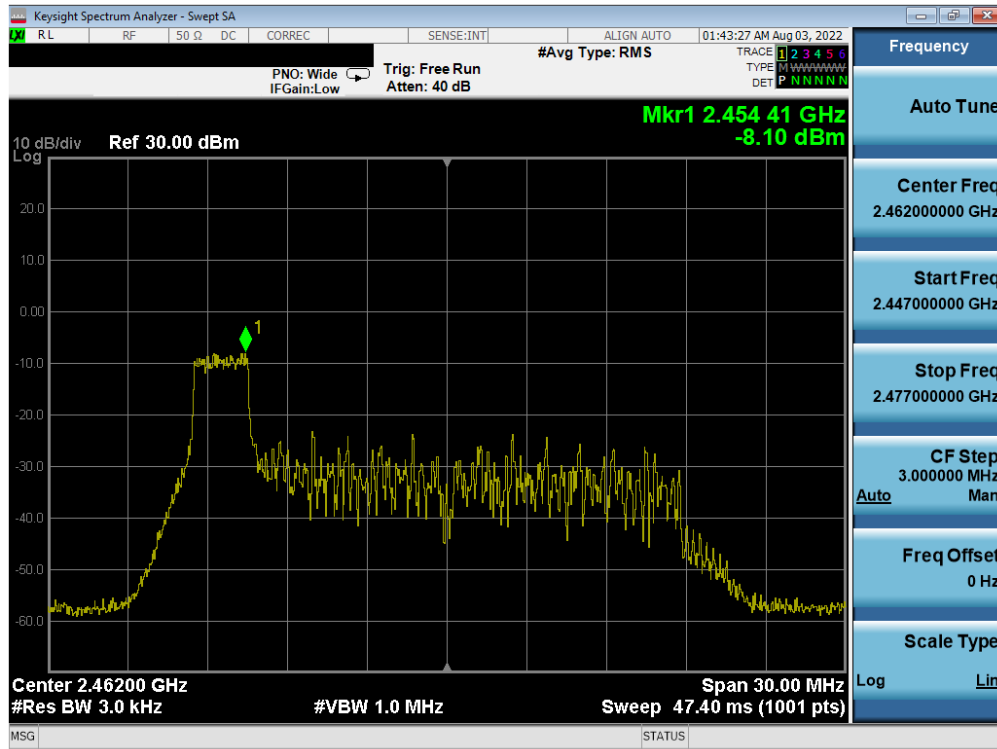 Keysight Spectrum Analyzer - Swept SA
LXI RL RF 50 Ω DC CORREC SENSE:INT ALIGN AUTO 01:43:27 AM Aug 03, 2022
PNO: Wide
IFGain:Low
Trig: Free Run
Atten: 40 dB
#Avg Type: RMS
TRACE 1 2 3 4 5 6
TYPE M WWWWW
DET P N N N N N
Mkr1 2.454 41 GHz
-8.10 dBm
10 dB/div Ref 30.00 dBm
Log
20.0
10.0
0.00
1
-10.0
-20.0
-30.0
-40.0
-50.0
-60.0
Center 2.46200 GHz Span 30.00 MHz
#Res BW 3.0 kHz #VBW 1.0 MHz Sweep 47.40 ms (1001 pts)
MSG STATUS
Frequency
Auto Tune
Center Freq
2.462000000 GHz
Start Freq
2.447000000 GHz
Stop Freq
2.477000000 GHz
CF Step
3.000000 MHz
Auto Man
Freq Offset
0 Hz
Scale Type
Log Lin